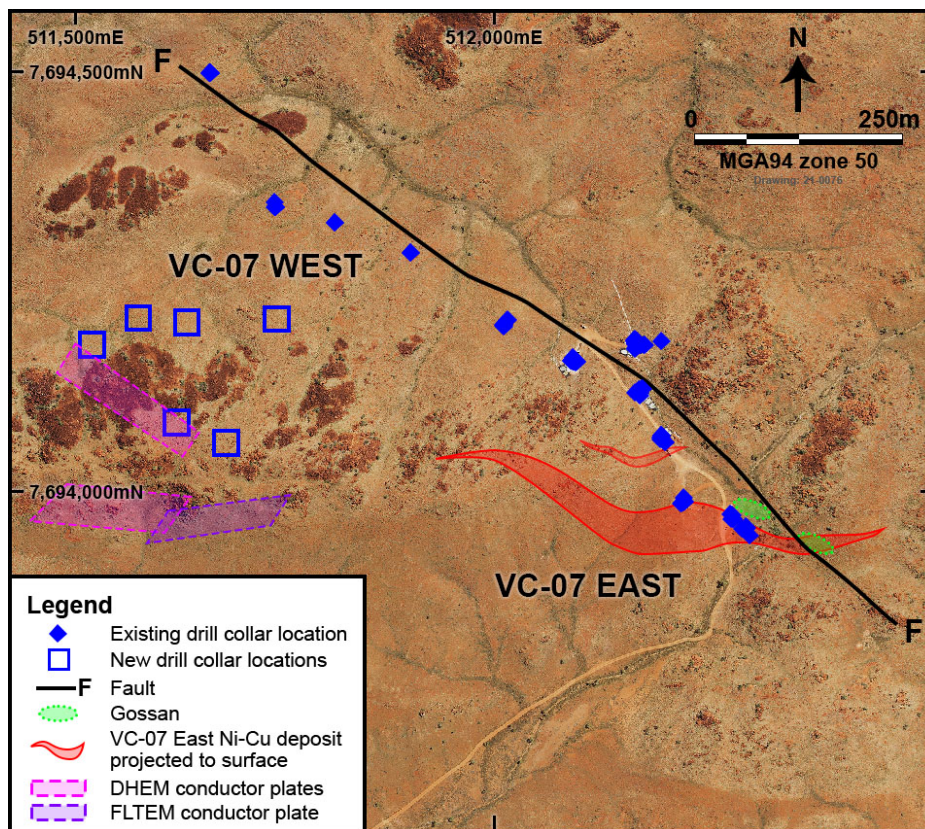 511,500mE
512,000mE
7,694,500mN
F
N
0
250m
MGA94 zone 50
Drawing: 21-0076
VC-07 WEST
7,694,000mN
VC-07 EAST
F
Legend
Existing drill collar location
New drill collar locations
F
Fault
Gossan
VC-07 East Ni-Cu deposit
projected to surface
DHEM conductor plates
FLTEM conductor plate